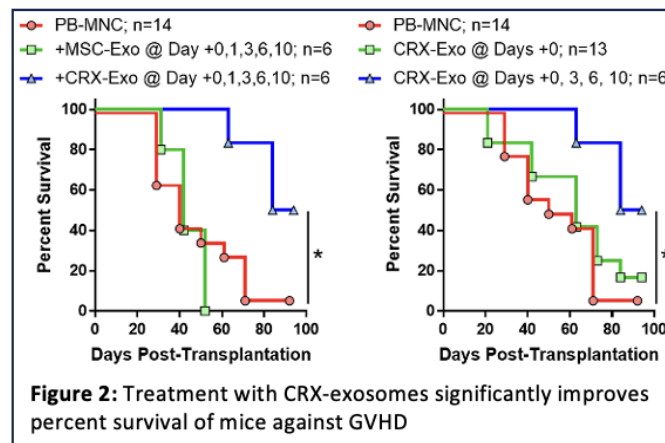 PB-MNC; n=14
+MSC-Exo @ Day +0,1,3,6,10; n=6
+CRX-Exo @ Day +0,1,3,6,10; n=6
100
80
60
40
20
0
Percent Survival
0 20 40 60 80 100
Days Post-Transplantation
*
PB-MNC; n=14
CRX-Exo @ Days +0; n=13
CRX-Exo @ Days +0, 3, 6, 10; n=6
100
80
60
40
20
0
Percent Survival
0 20 40 60 80 100
Days Post-Transplantation
*
Figure 2: Treatment with CRX-exosomes significantly improves
percent survival of mice against GVHD